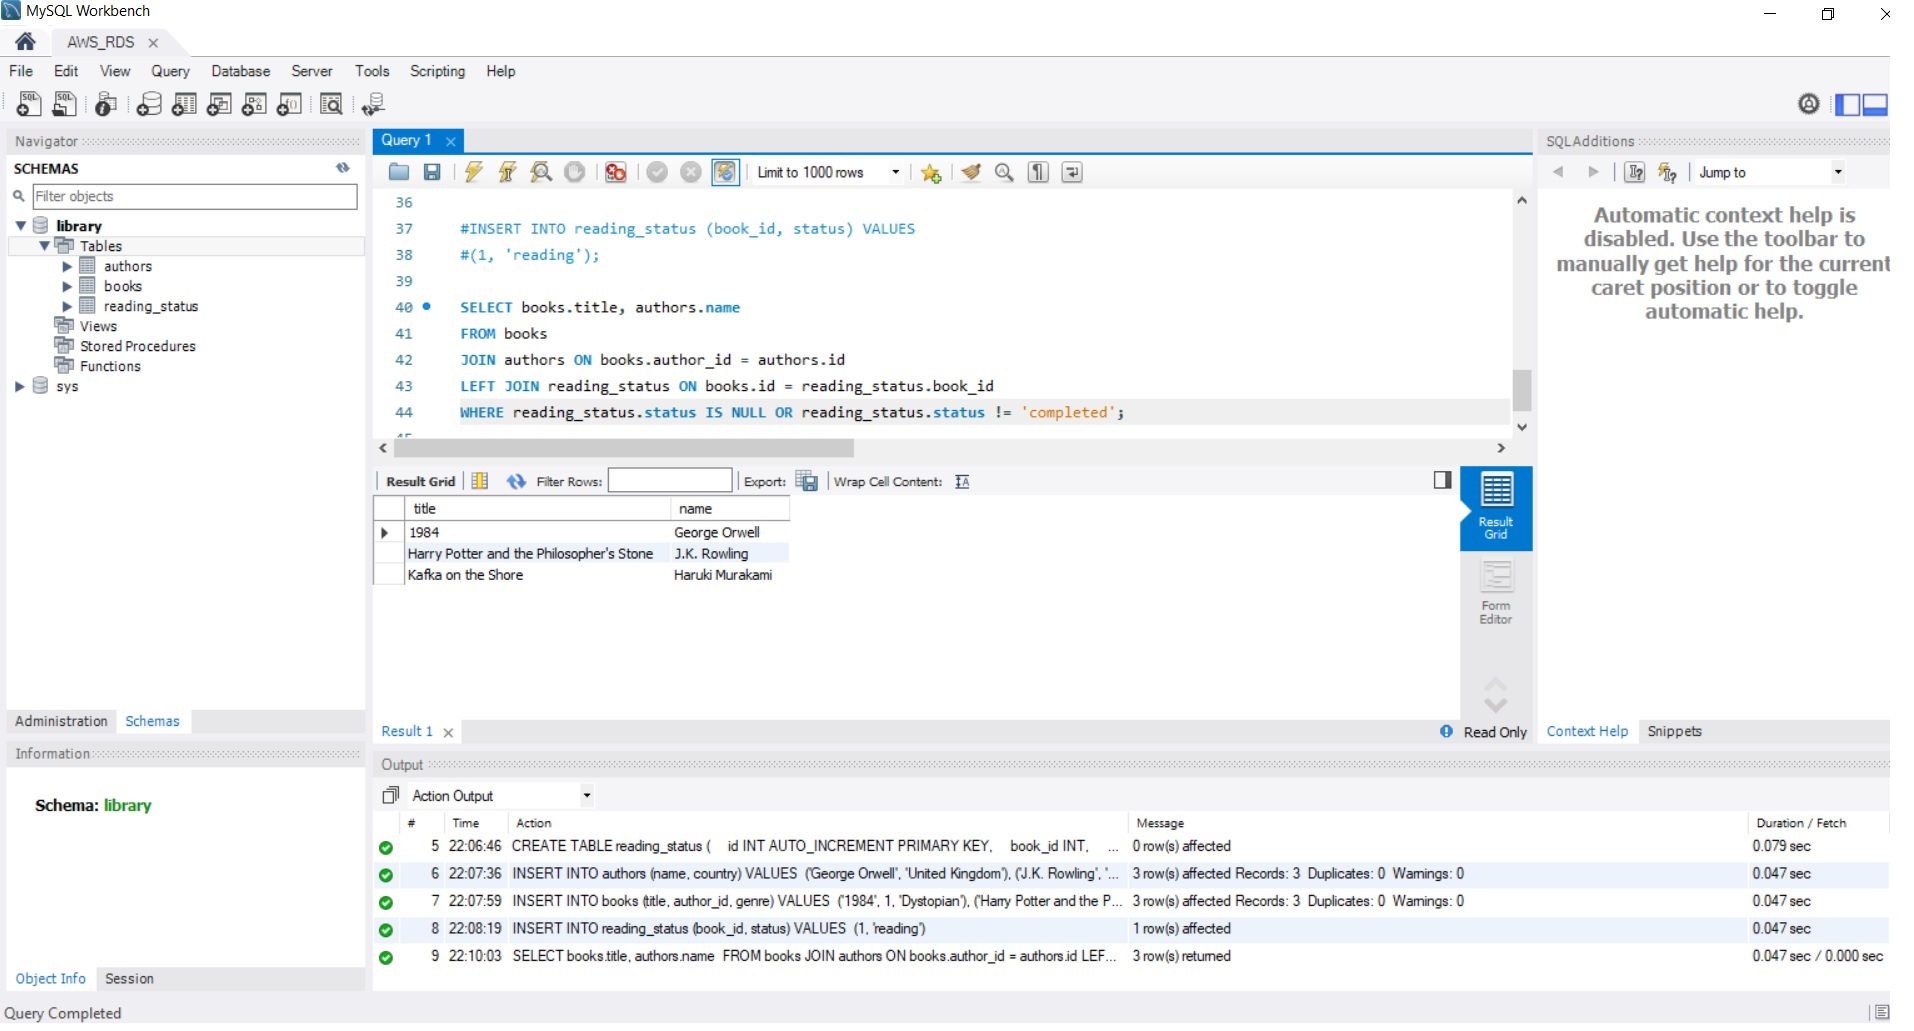 MySQL Workbench
AWS_RDS
File Edit View Query Database Server Tools Scripting Help
Navigator
SCHEMAS
Filter objects
library
Tables
authors
books
reading_status
Views
Stored Procedures
Functions
sys
Administration Schemas
Information
Schema: library
Object Info Session
Query 1
Limit to 1000 rows
36
37 #INSERT INTO reading_status (book_id, status) VALUES
38 #(1, 'reading');
39
40 SELECT books.title, authors.name
41 FROM books
42 JOIN authors ON books.author_id = authors.id
43 LEFT JOIN reading_status ON books.id = reading_status.book_id
44 WHERE reading_status.status IS NULL OR reading_status.status != 'completed';
45
Result Grid Filter Rows: Export: Wrap Cell Content:
title name
1984 George Orwell
Harry Potter and the Philosopher's Stone J.K. Rowling
Kafka on the Shore Haruki Murakami
Result
Grid
Form
Editor
Result 1
Read Only
SQLAdditions
Jump to
Automatic context help is
disabled. Use the toolbar to
manually get help for the current
caret position or to toggle
automatic help.
Context Help Snippets
Output
Action Output
# Time Action Message Duration / Fetch
5 22:06:46 CREATE TABLE reading_status ( id INT AUTO_INCREMENT PRIMARY KEY, book_id INT, ... 0 row(s) affected 0.079 sec
6 22:07:36 INSERT INTO authors (name, country) VALUES ('George Orwell', 'United Kingdom'), ('J.K. Rowling', '... 3 row(s) affected Records: 3 Duplicates: 0 Warnings: 0 0.047 sec
7 22:07:59 INSERT INTO books (title, author_id, genre) VALUES ('1984', 1, 'Dystopian'), ('Harry Potter and the P... 3 row(s) affected Records: 3 Duplicates: 0 Warnings: 0 0.047 sec
8 22:08:19 INSERT INTO reading_status (book_id, status) VALUES (1, 'reading') 1 row(s) affected 0.047 sec
9 22:10:03 SELECT books.title, authors.name FROM books JOIN authors ON books.author_id = authors.id LEF... 3 row(s) returned 0.047 sec / 0.000 sec
Query Completed